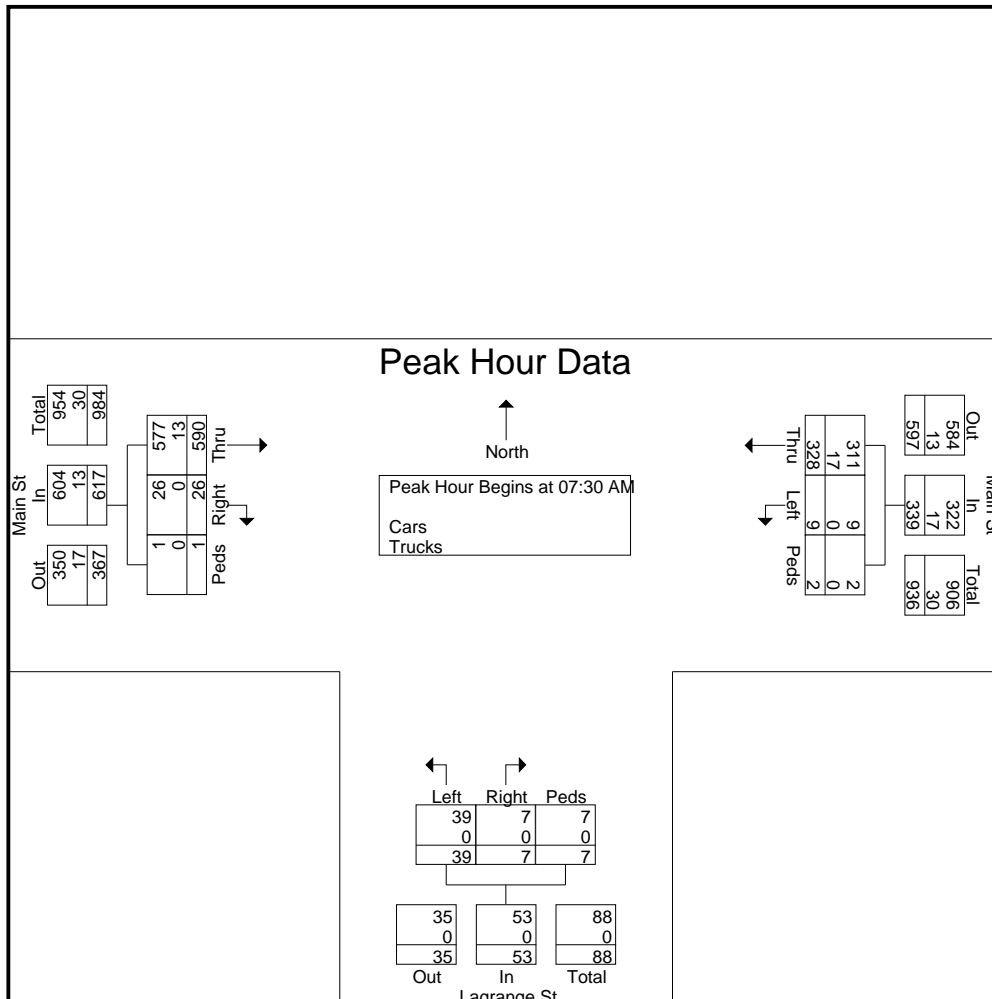 Peak Hour Data
North
Peak Hour Begins at 07:30 AM
Cars
Trucks
Main St
Total
954
30
984
In
604
13
617
Out
350
17
367
Thru
577
13
590
Right
26
0
26
Peds
1
0
1
Main St
Out
584
13
597
In
322
17
339
Total
906
30
936
Thru
311
17
328
Left
9
0
9
Peds
2
0
2
Left Right Peds
39 7 7
0 0 0
39 7 7
35 53 88
0 0 0
35 53 88
Out In Total
Lagrange St